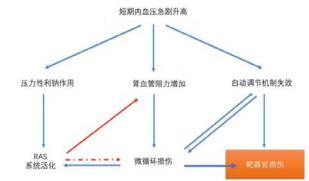 短期内血压急剧升高
压力性利钠作用
肾血管阻力增加
自动调节机制失效
RAS
系统活化
微循环损伤
靶器官损伤